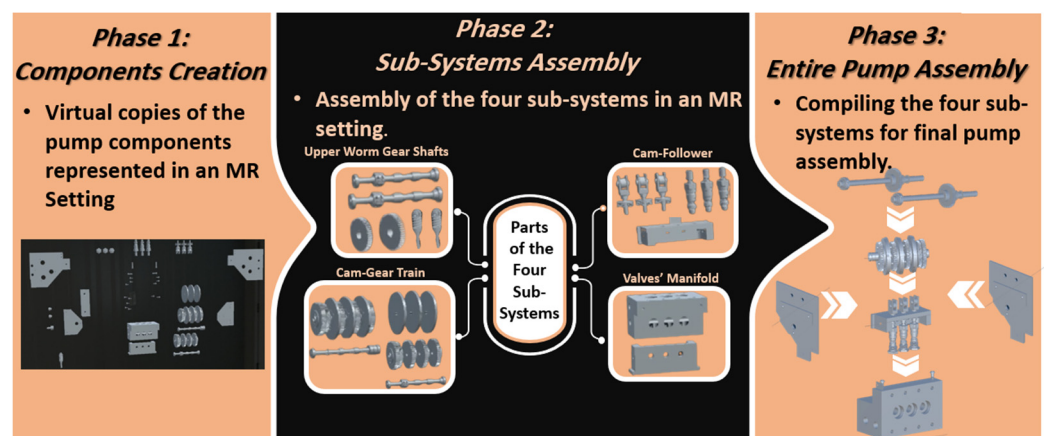 Phase 1:
Components Creation
• Virtual copies of the
pump components
represented in an MR
Setting
Phase 2:
Sub-Systems Assembly
• Assembly of the four sub-systems in an MR
setting.
Upper Worm Gear Shafts
Cam-Follower
Cam-Gear Train
Valves' Manifold
Parts
of the
Four
Sub-
Systems
Phase 3:
Entire Pump Assembly
• Compiling the four sub-
systems for final pump
assembly.